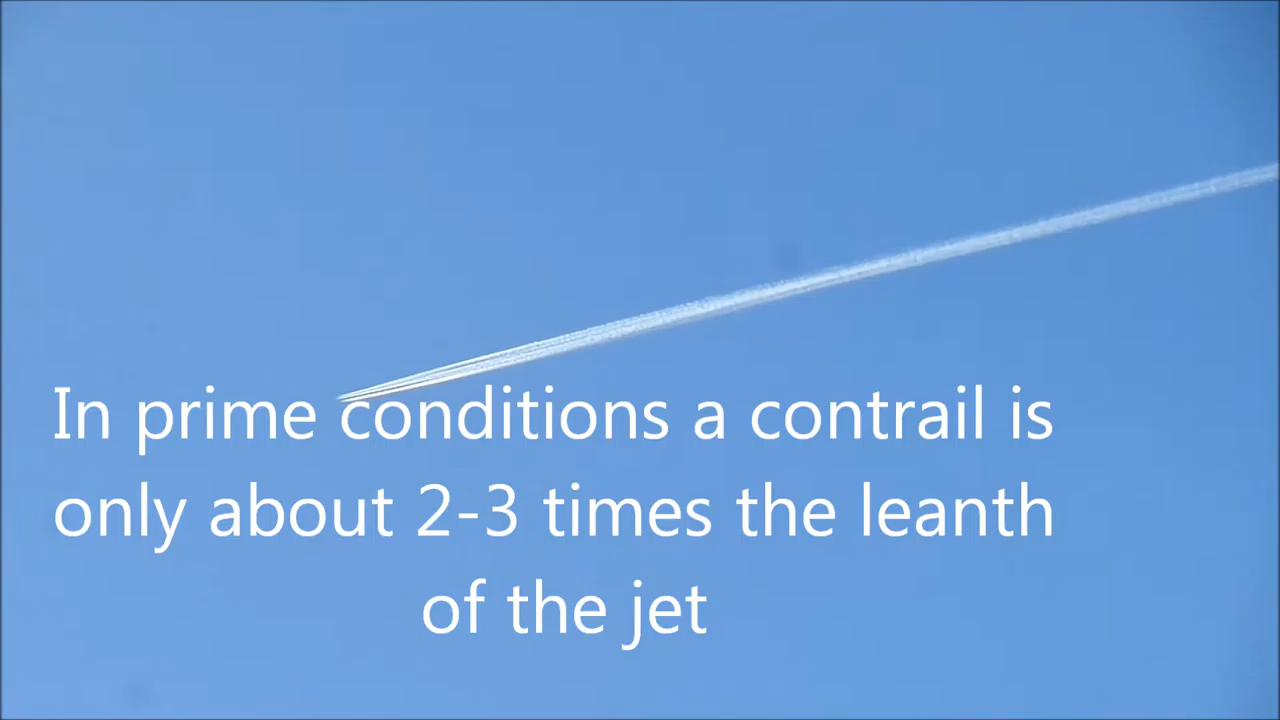 In prime conditions a contrail is
only about 2-3 times the leanth
of the jet